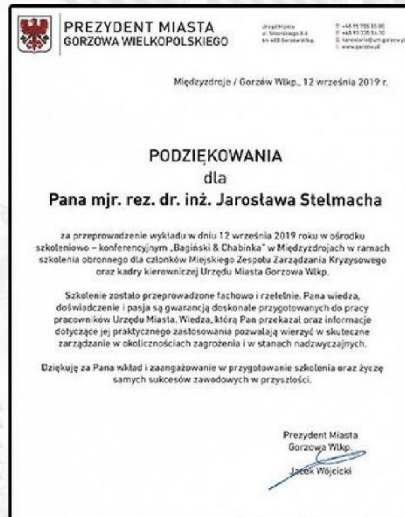 PREZYDENT MIASTA
GORZOWA WIELKOPOLSKIEGO
Urząd Miasta
Międzyzdroje / Gorzów Wlkp., 12 września 2019 r.
PODZIĘKOWANIA
dla
Pana mjr. rez. dr. inż. Jarosława Stelmacha
za przeprowadzenie wykładu w dniu 12 września 2019 roku w ośrodku
szkoleniowo – konferencyjnym „Bagiński & Chabinka" w Międzyzdrojach w ramach
szkolenia obronnego dla członków Miejskiego Zespołu Zarządzania Kryzysowego
oraz kadry kierowniczej Urzędu Miasta Gorzowa Wlkp.
Szkolenie zostało przeprowadzone fachowo i rzetelnie. Pana wiedza,
doświadczenie i pasja są gwarancją doskonale przygotowanych do pracy
pracowników Urzędu Miasta. Wiedza, którą Pan przekazał oraz informacje
dotyczące jej praktycznego zastosowania pozwalają wierzyć w skuteczne
zarządzanie w okolicznościach zagrożenia i w stanach nadzwyczajnych.
Dziękuję za Pana wkład i zaangażowanie w przygotowanie szkolenia oraz życzę
samych sukcesów zawodowych w przyszłości.
Prezydent Miasta
Gorzowa Wlkp.
Jacek Wójcicki